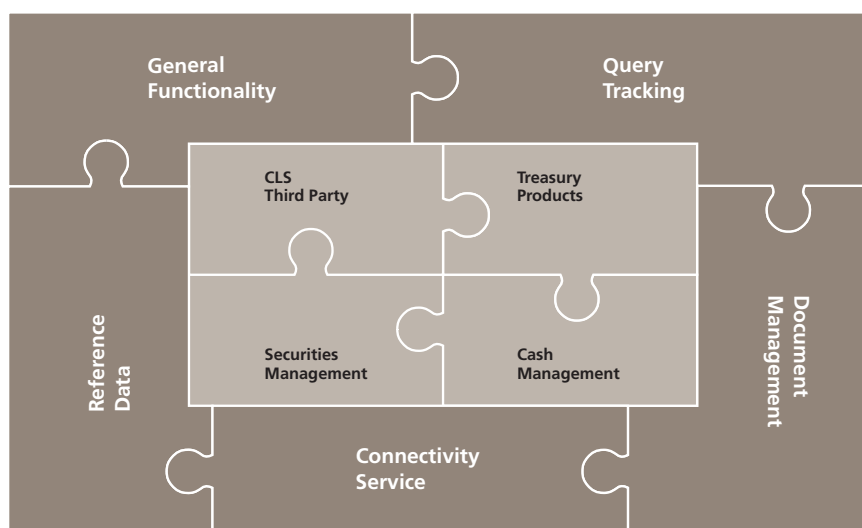 General
Functionality
Query
Tracking
CLS
Third Party
Treasury
Products
Reference
Data
Securities
Management
Cash
Management
Document
Management
Connectivity
Service